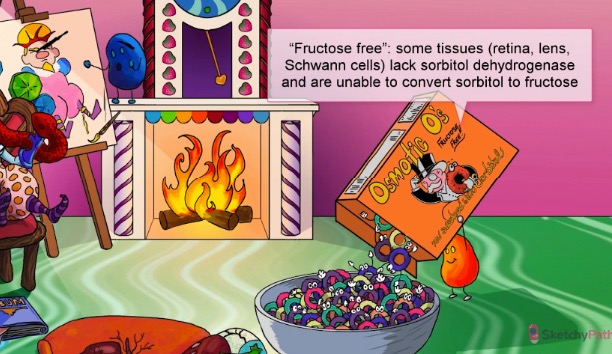 “Fructose free”: some tissues (retina, lens,
Schwann cells) lack sorbitol dehydrogenase
and are unable to convert sorbitol to fructose
Osmotic O's
Fructose
Free!
SketchyPath